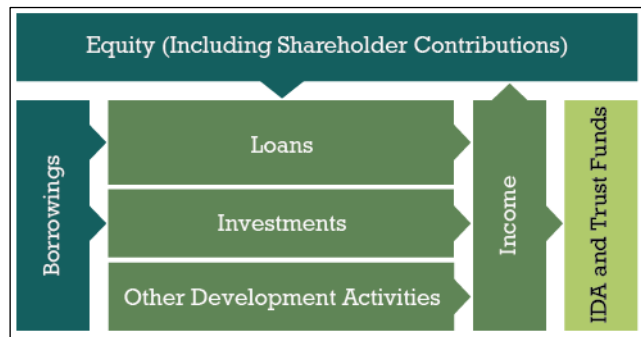 Equity (Including Shareholder Contributions)
Borrowings
Loans
Investments
Other Development Activities
Income
IDA and Trust Funds